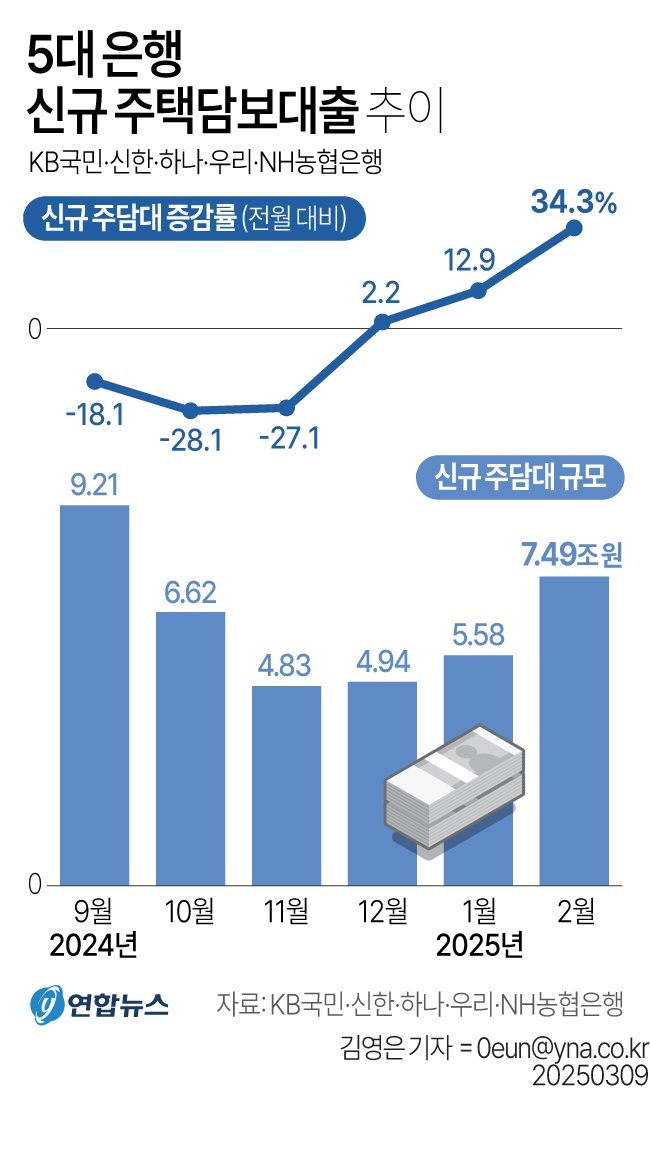 5대 은행
신규 주택담보대출 추이
KB국민·신한·하나·우리·NH농협은행
신규 주담대 증감률 (전월 대비)
34.3%
12.9
2.2
0
-18.1
-28.1
-27.1
신규 주담대 규모
9.21
7.49조원
6.62
5.58
4.83
4.94
0
9월 10월 11월 12월 1월 2월
2024년 2025년
연합뉴스 자료: KB국민·신한·하나·우리·NH농협은행
김영은 기자 = 0eun@yna.co.kr
20250309